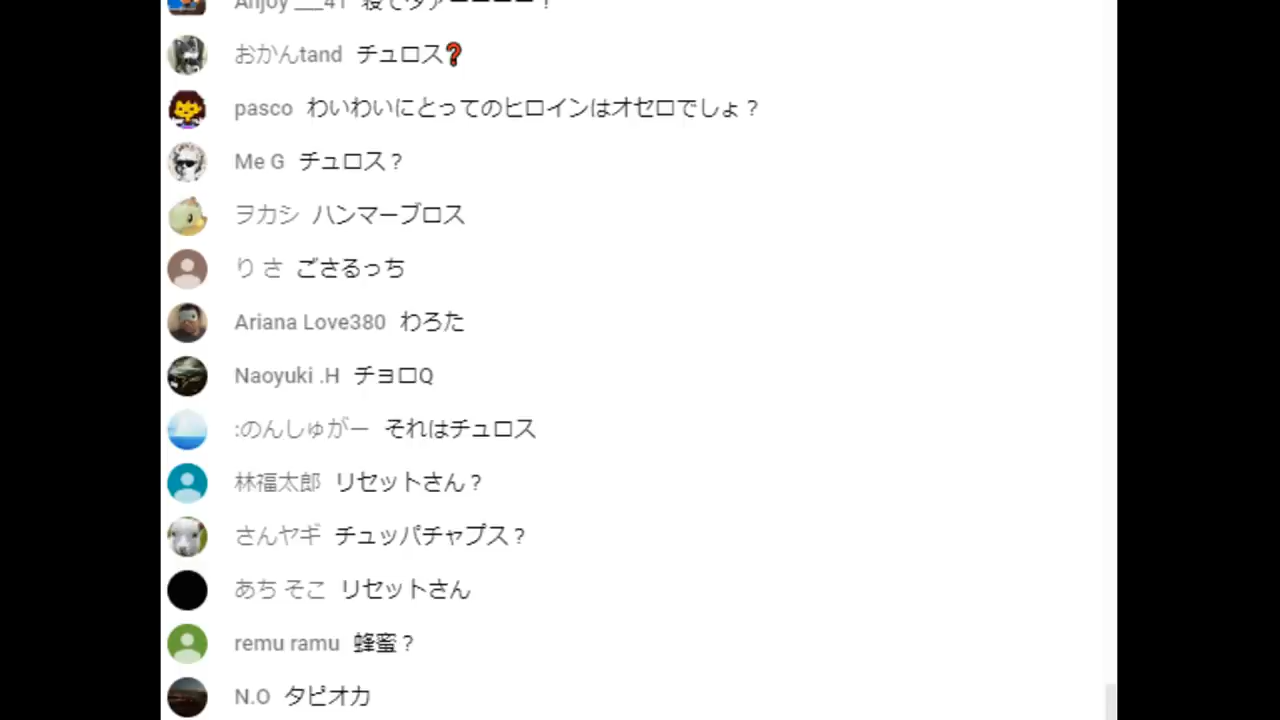 おかんtand チュロス❓
pasco わいわいにとってのヒロインはオセロでしょ？
Me G チュロス？
ヲカシ ハンマーブロス
り さ ごさるっち
Ariana Love380 わろた
Naoyuki .H チョロQ
:のんしゅがー それはチュロス
林福太郎 リセットさん？
さんヤギ チュッパチャプス？
あち そこ リセットさん
remu ramu 蜂蜜？
N.O タピオカ